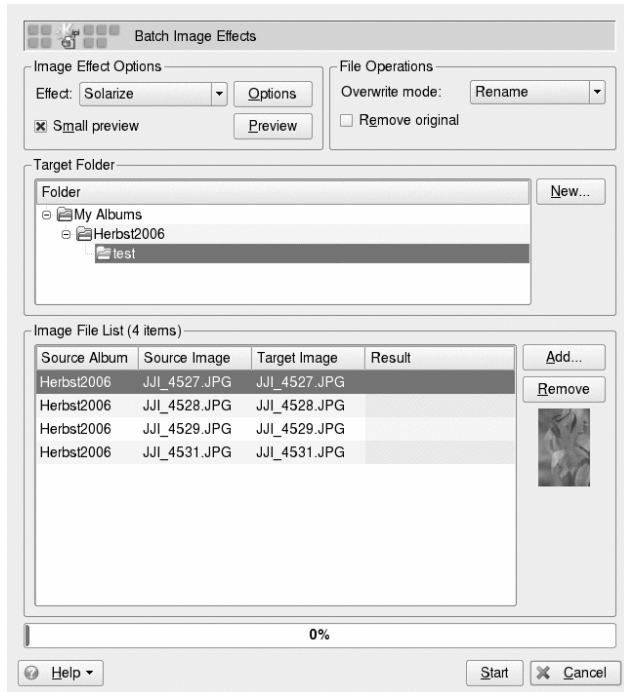 Batch Image Effects
Image Effect Options
File Operations
Effect: Solarize Options
Overwrite mode: Rename
Small preview Preview
Remove original
Target Folder
Folder
New...
My Albums
Herbst2006
test
Image File List (4 items)
Source Album Source Image Target Image Result
Add...
Herbst2006 JJI_4527.JPG JJI_4527.JPG
Remove
Herbst2006 JJI_4528.JPG JJI_4528.JPG
Herbst2006 JJI_4529.JPG JJI_4529.JPG
Herbst2006 JJI_4531.JPG JJI_4531.JPG
0%
Help Start Cancel